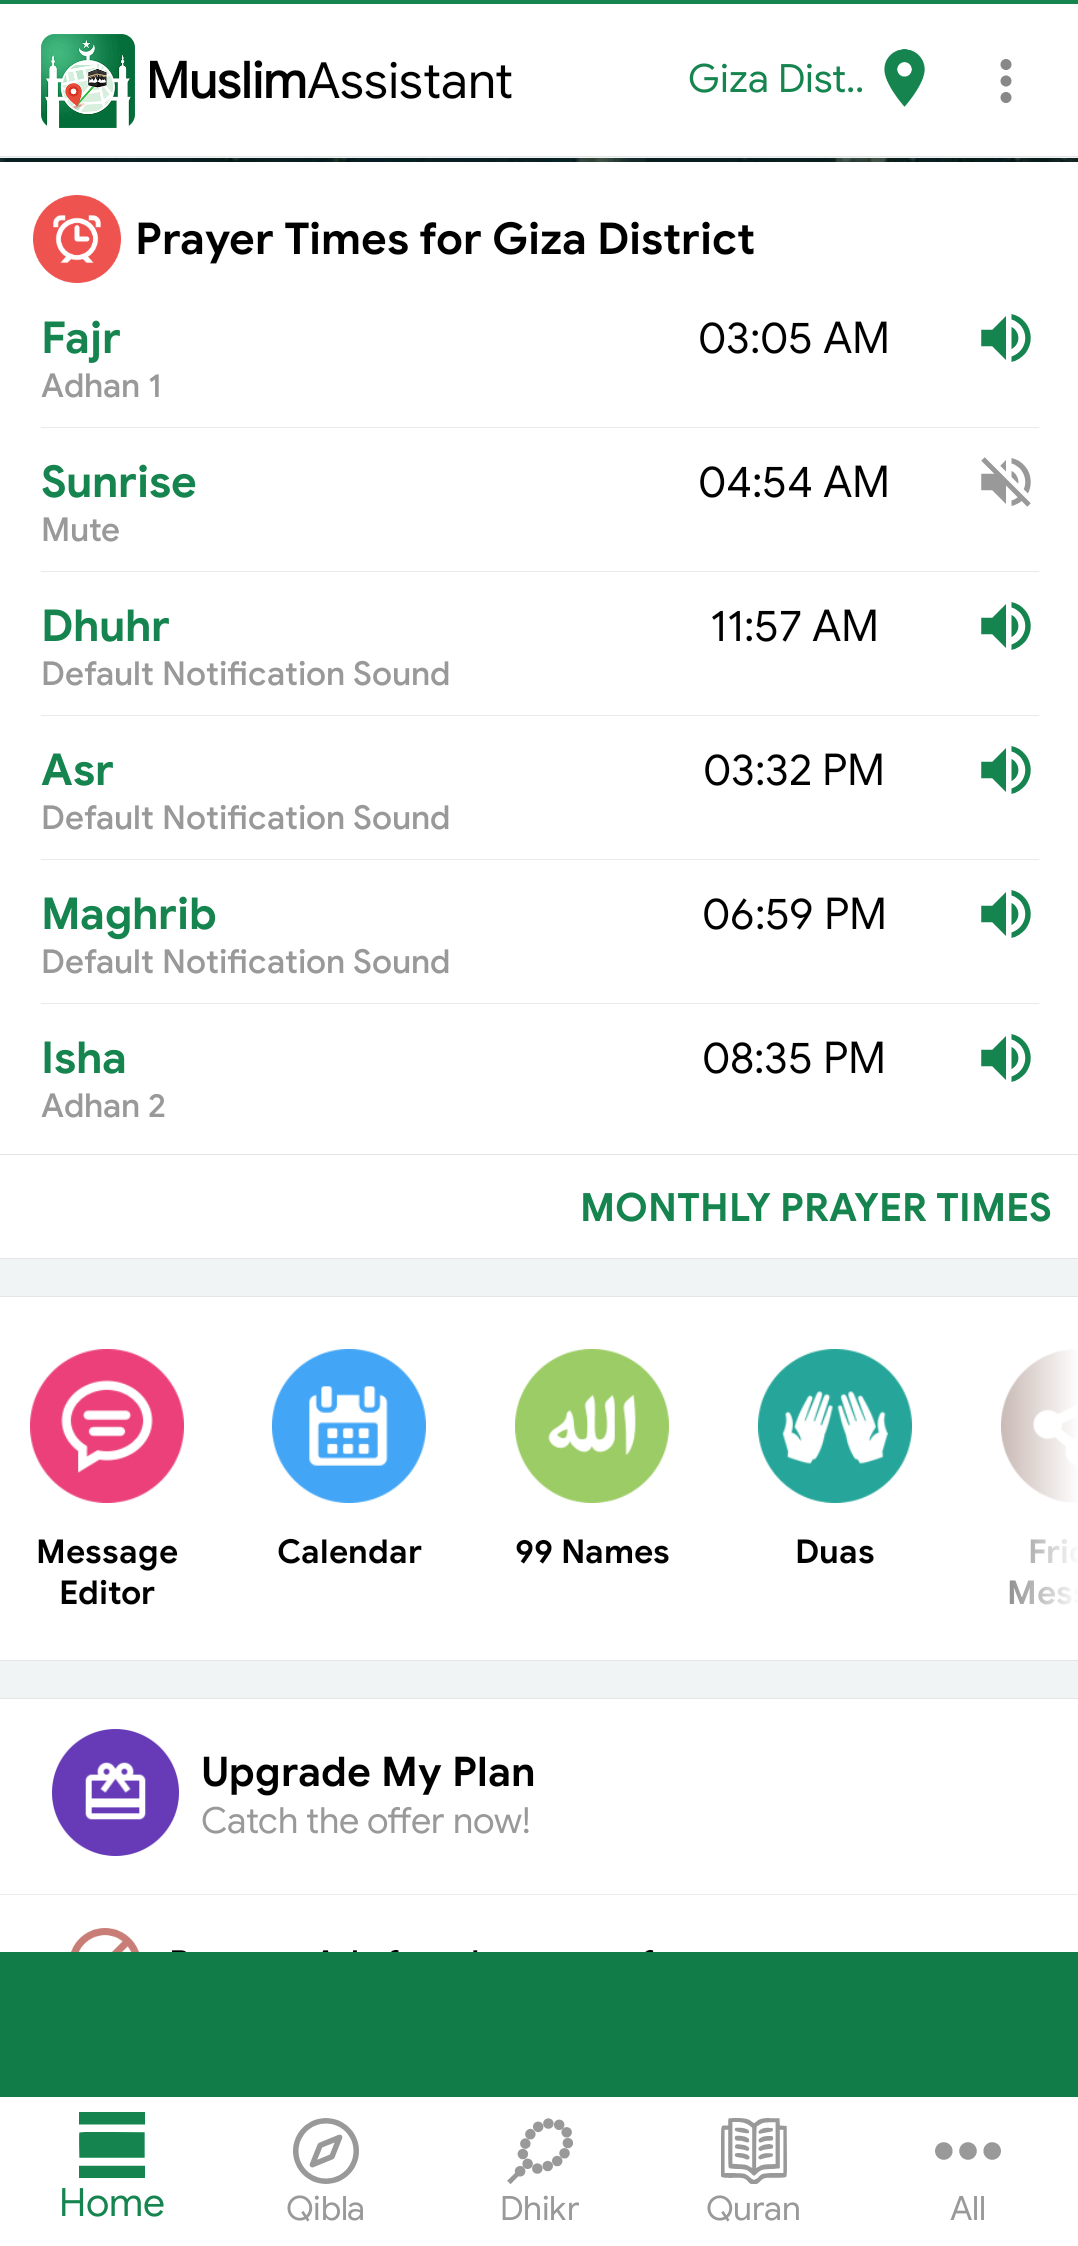 MuslimAssistant
Giza Dist..
Prayer Times for Giza District
Fajr
03:05 AM
Adhan 1
Sunrise
04:54 AM
Mute
Dhuhr
11:57 AM
Default Notification Sound
Asr
03:32 PM
Default Notification Sound
Maghrib
06:59 PM
Default Notification Sound
Isha
08:35 PM
Adhan 2
MONTHLY PRAYER TIMES
الله
Message
Editor
Calendar
99 Names
Duas
Fri
Mes
Upgrade My Plan
Catch the offer now!
Home
Qibla
Dhikr
Quran
All